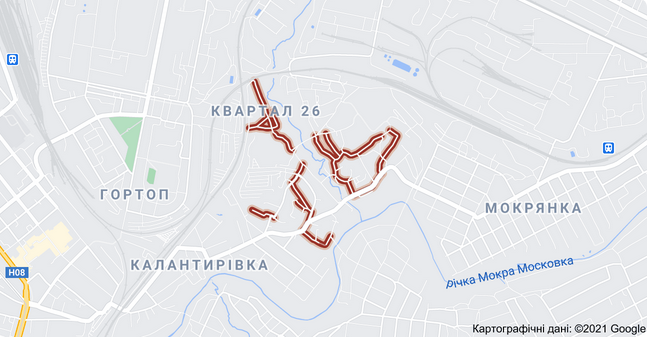 КВАРТАЛ 26
ГОРТОП
МОКРЯНКА
КАЛАНТИРІВКА
річка Мокра Московка
Н08
Картографічні дані: ©2021 Google